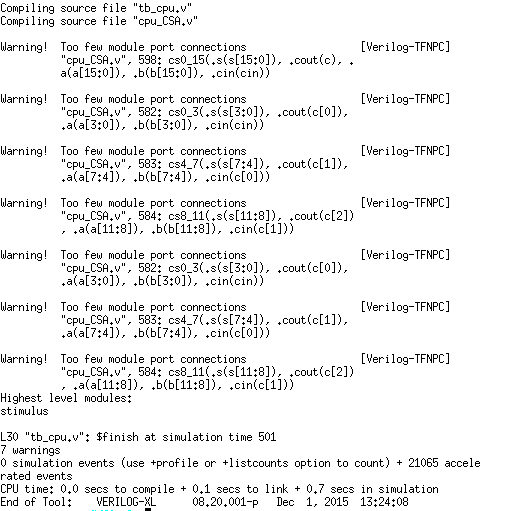 Compiling source file "tb_cpu.v"
Compiling source file "cpu_CSA.v"
Warning!  Too few module port connections                    [Verilog-TFNPC]
"cpu_CSA.v", 598: cs0_15(.s(s[15:0]), .cout(c), .
a(a[15:0]), .b(b[15:0]), .cin(cin))
Warning!  Too few module port connections                    [Verilog-TFNPC]
"cpu_CSA.v", 582: cs0_3(.s(s[3:0]), .cout(c[0]),
.a(a[3:0]), .b(b[3:0]), .cin(cin))
Warning!  Too few module port connections                    [Verilog-TFNPC]
"cpu_CSA.v", 583: cs4_7(.s(s[7:4]), .cout(c[1]),
.a(a[7:4]), .b(b[7:4]), .cin(c[0]))
Warning!  Too few module port connections                    [Verilog-TFNPC]
"cpu_CSA.v", 584: cs8_11(.s(s[11:8]), .cout(c[2])
, .a(a[11:8]), .b(b[11:8]), .cin(c[1]))
Warning!  Too few module port connections                    [Verilog-TFNPC]
"cpu_CSA.v", 582: cs0_3(.s(s[3:0]), .cout(c[0]),
.a(a[3:0]), .b(b[3:0]), .cin(cin))
Warning!  Too few module port connections                    [Verilog-TFNPC]
"cpu_CSA.v", 583: cs4_7(.s(s[7:4]), .cout(c[1]),
.a(a[7:4]), .b(b[7:4]), .cin(c[0]))
Warning!  Too few module port connections                    [Verilog-TFNPC]
"cpu_CSA.v", 584: cs8_11(.s(s[11:8]), .cout(c[2])
, .a(a[11:8]), .b(b[11:8]), .cin(c[1]))
Highest level modules:
stimulus
L30 "tb_cpu.v": $finish at simulation time 501
7 warnings
0 simulation events (use +profile or +listcounts option to count) + 21065 accele
rated events
CPU time: 0.0 secs to compile + 0.1 secs to link + 0.7 secs in simulation
End of Tool:    VERILOG-XL      08.20.001-p   Dec  1, 2015  13:24:08